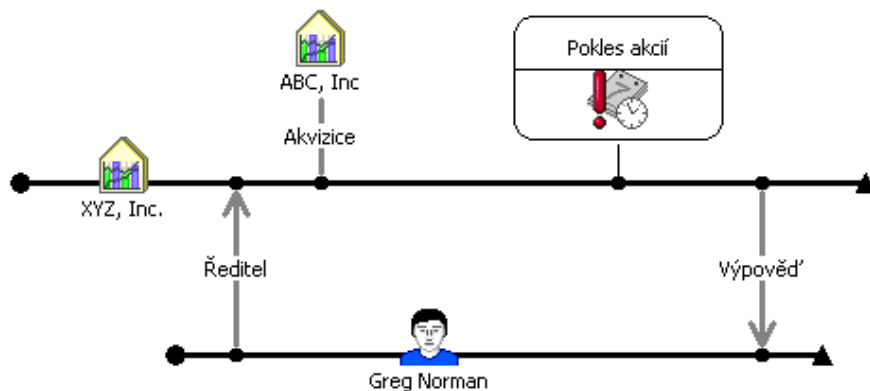 Pokles akcií
ABC, Inc
Akvizice
XYZ, Inc.
Ředitel
Výpověď
Greg Norman